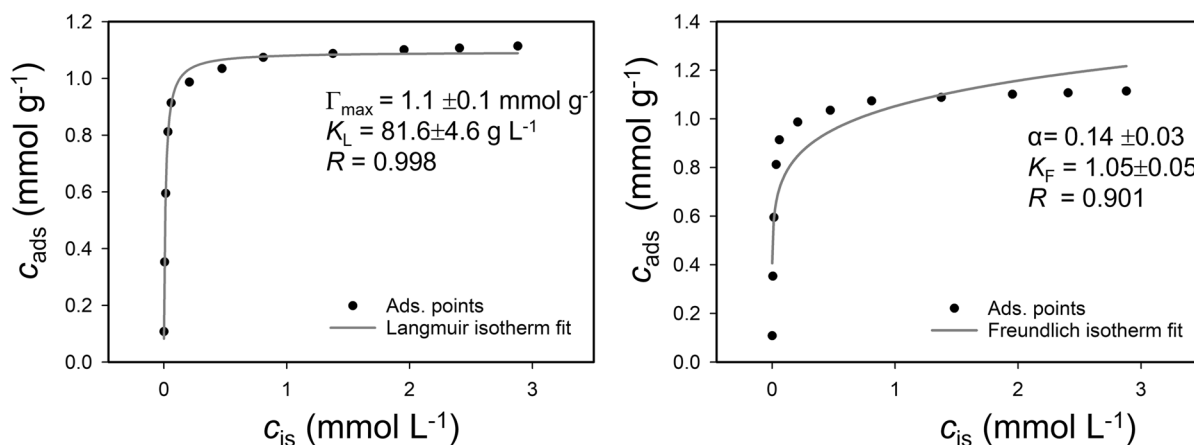 1.2
1.0
0.8
0.6
0.4
0.2
0.0
c_ads (mmol g⁻¹)
Γ_max = 1.1 ±0.1 mmol g⁻¹
K_L = 81.6±4.6 g L⁻¹
R = 0.998
Ads. points
Langmuir isotherm fit
0 1 2 3
c_is (mmol L⁻¹)
1.4
1.2
1.0
0.8
0.6
0.4
0.2
0.0
c_ads (mmol g⁻¹)
α= 0.14 ±0.03
K_F = 1.05±0.05
R = 0.901
Ads. points
Freundlich isotherm fit
0 1 2 3
c_is (mmol L⁻¹)